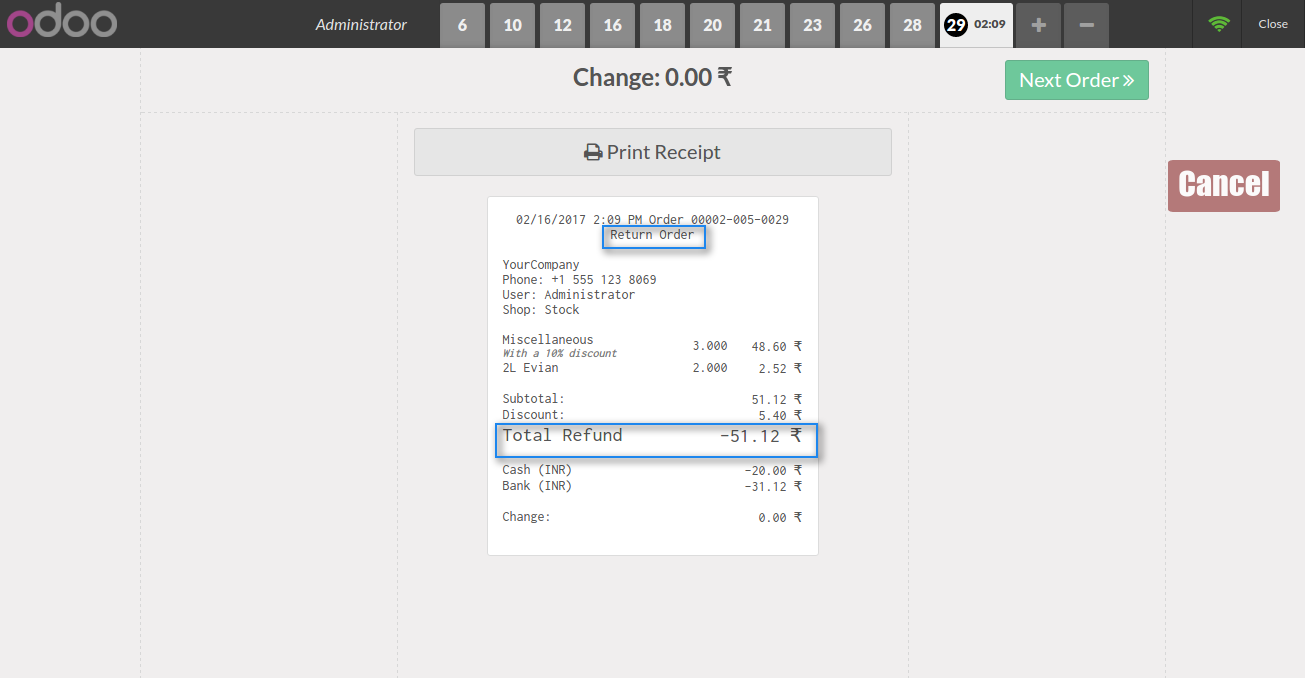 odoo
Administrator 6 10 12 16 18 20 21 23 26 28 29 02:09 + − Close
Change: 0.00 ₹ Next Order »
Print Receipt
Cancel
02/16/2017 2:09 PM Order 00002-005-0029
Return Order
YourCompany
Phone: +1 555 123 8069
User: Administrator
Shop: Stock
Miscellaneous 3.000 48.60 ₹
With a 10% discount
2L Evian 2.000 2.52 ₹
Subtotal: 51.12 ₹
Discount: 5.40 ₹
Total Refund -51.12 ₹
Cash (INR) -20.00 ₹
Bank (INR) -31.12 ₹
Change: 0.00 ₹